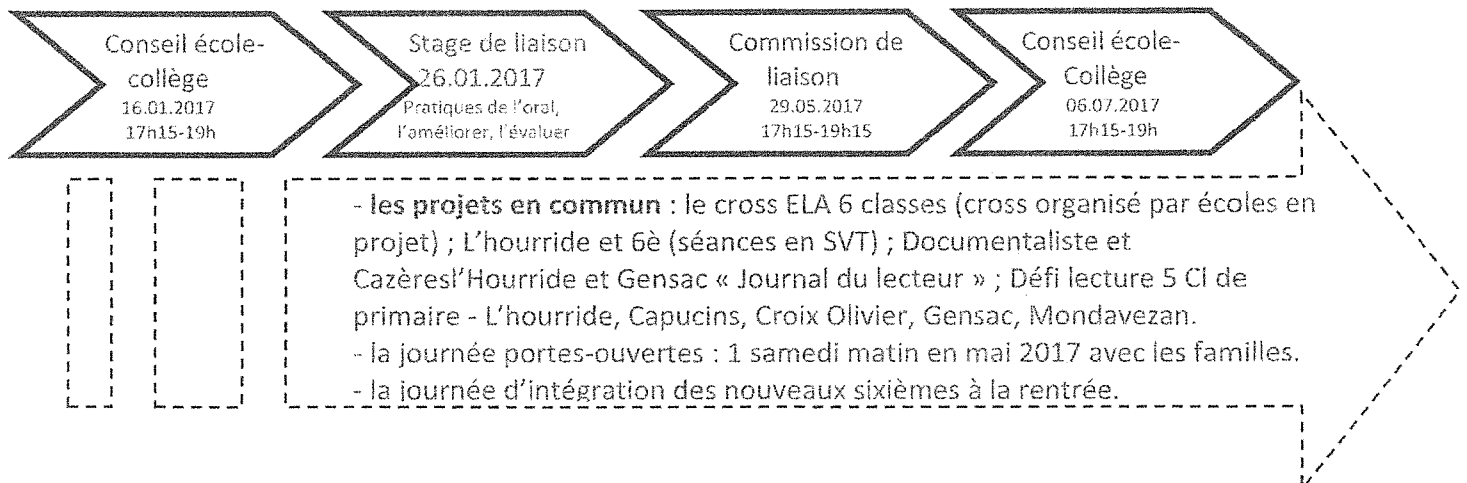 Conseil école-
collège
16.01.2017
17h15-19h
Stage de liaison
26.01.2017
Pratiques de l'oral,
l'améliorer, l'évaluer
Commission de
liaison
29.05.2017
17h15-19h15
Conseil école-
Collège
06.07.2017
17h15-19h
- les projets en commun : le cross ELA 6 classes (cross organisé par écoles en
projet) ; L'hourride et 6è (séances en SVT) ; Documentaliste et
Cazèresl'Hourride et Gensac « Journal du lecteur » ; Défi lecture 5 Cl de
primaire - L'hourride, Capucins, Croix Olivier, Gensac, Mondavezan.
- la journée portes-ouvertes : 1 samedi matin en mai 2017 avec les familles.
- la journée d'intégration des nouveaux sixièmes à la rentrée.